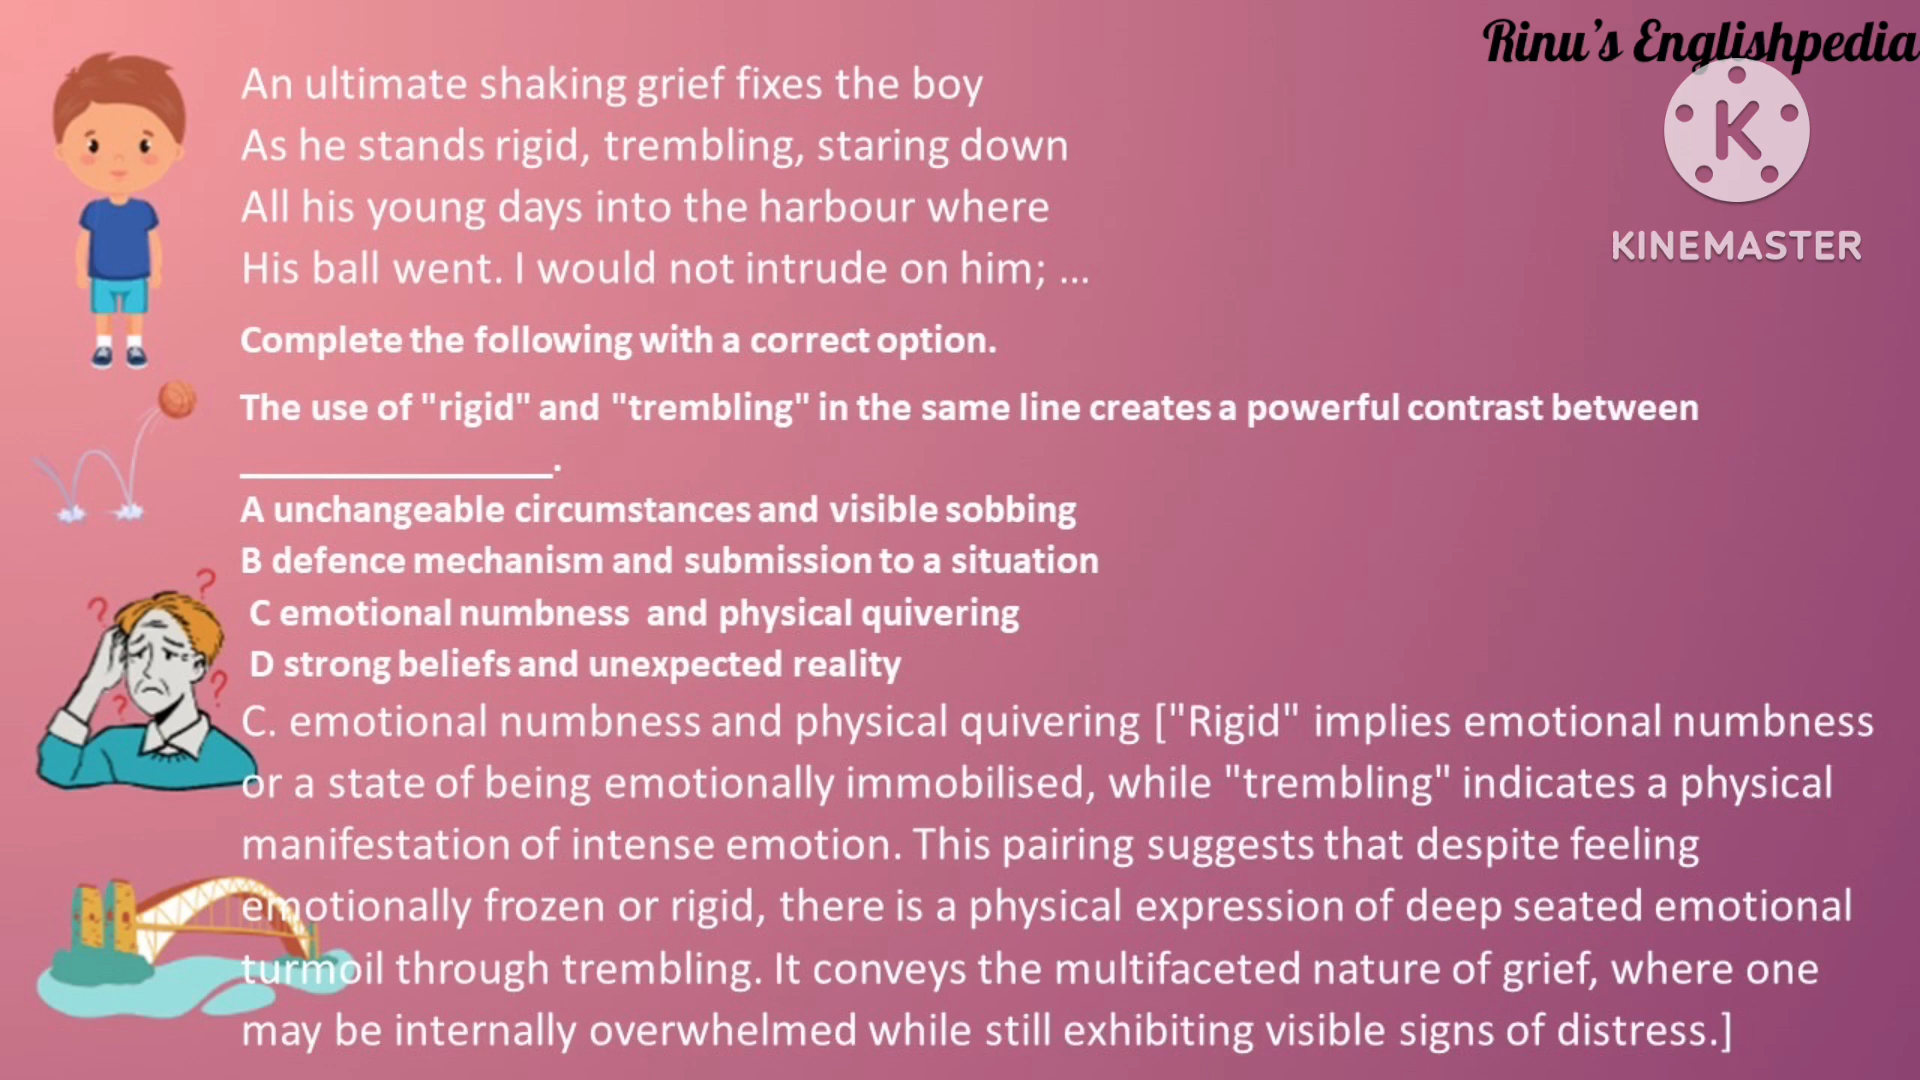 Rinu's Englishpedia
K
KINEMASTER
An ultimate shaking grief fixes the boy
As he stands rigid, trembling, staring down
All his young days into the harbour where
His ball went. I would not intrude on him; ...
Complete the following with a correct option.
The use of "rigid" and "trembling" in the same line creates a powerful contrast between
_______________.
A unchangeable circumstances and visible sobbing
B defence mechanism and submission to a situation
C emotional numbness and physical quivering
D strong beliefs and unexpected reality
C. emotional numbness and physical quivering ["Rigid" implies emotional numbness
or a state of being emotionally immobilised, while "trembling" indicates a physical
manifestation of intense emotion. This pairing suggests that despite feeling
emotionally frozen or rigid, there is a physical expression of deep seated emotional
turmoil through trembling. It conveys the multifaceted nature of grief, where one
may be internally overwhelmed while still exhibiting visible signs of distress.]